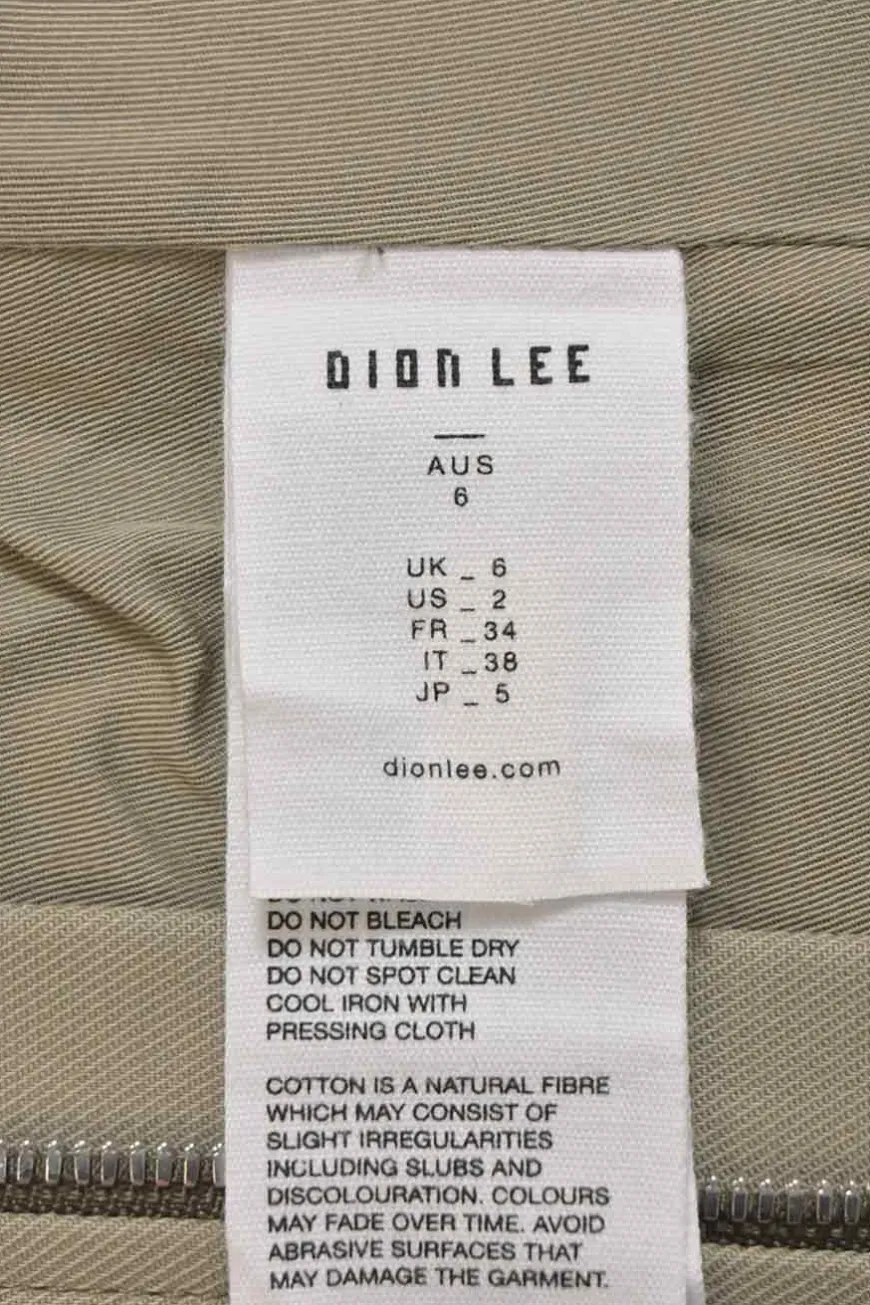 DION LEE
AUS
6
UK _ 6
US _ 2
FR _ 34
IT _ 38
JP _ 5
dionlee.com
DO NOT
DO NOT BLEACH
DO NOT TUMBLE DRY
DO NOT SPOT CLEAN
COOL IRON WITH
PRESSING CLOTH
COTTON IS A NATURAL FIBRE
WHICH MAY CONSIST OF
SLIGHT IRREGULARITIES
INCLUDING SLUBS AND
DISCOLOURATION. COLOURS
MAY FADE OVER TIME. AVOID
ABRASIVE SURFACES THAT
MAY DAMAGE THE GARMENT.